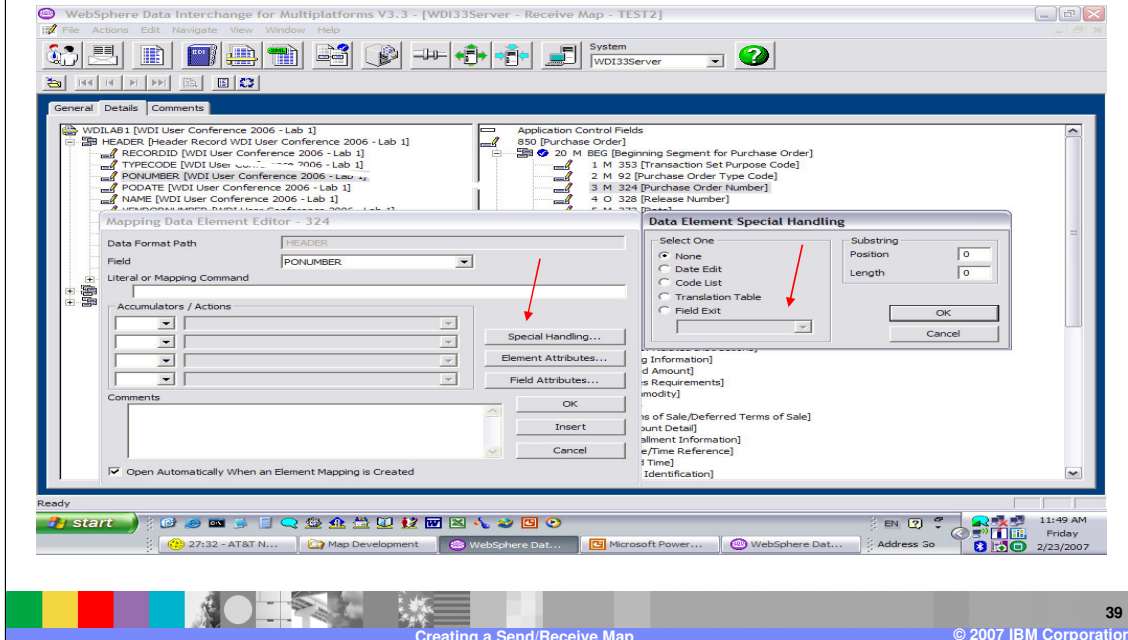 WebSphere Data Interchange for Multiplatforms V3.3 - [WDI33Server - Receive Map - TEST2]
File Actions Edit Navigate View Window Help
System
WDI33Server
General Details Comments
WDILAB1 [WDI User Conference 2006 - Lab 1]
HEADER [Header Record WDI User Conference 2006 - Lab 1]
RECORDID [WDI User Conference 2006 - Lab 1]
TYPECODE [WDI User 2006 - Lab 1]
PONUMBER [WDI User Conference 2006 - Lab 1]
PODATE [WDI User Conference 2006 - Lab 1]
NAME [WDI User Conference 2006 - Lab 1]
Application Control Fields
850 [Purchase Order]
20 M BEG [Beginning Segment for Purchase Order]
1 M 353 [Transaction Set Purpose Code]
2 M 92 [Purchase Order Type Code]
3 M 324 [Purchase Order Number]
4 O 328 [Release Number]
5 M 373 [Date]
Mapping Data Element Editor - 324
Data Format Path HEADER
Field PONUMBER
Literal or Mapping Command
Accumulators / Actions
Special Handling...
Element Attributes...
Field Attributes...
Comments
OK
Insert
Cancel
Open Automatically When an Element Mapping is Created
Data Element Special Handling
Select One
None
Date Edit
Code List
Translation Table
Field Exit
Substring
Position 0
Length 0
OK
Cancel
g Information]
d Amount]
s Requirements]
modity]
s of Sale/Deferred Terms of Sale]
ount Detail]
allment Information]
e/Time Reference]
Time]
Identification]
Ready
start
EN
11:49 AM
27:32 - AT&T N...
Map Development
WebSphere Dat...
Microsoft Power...
WebSphere Dat...
Address Go
Friday
2/23/2007
39
Creating a Send/Receive Map
© 2007 IBM Corporation